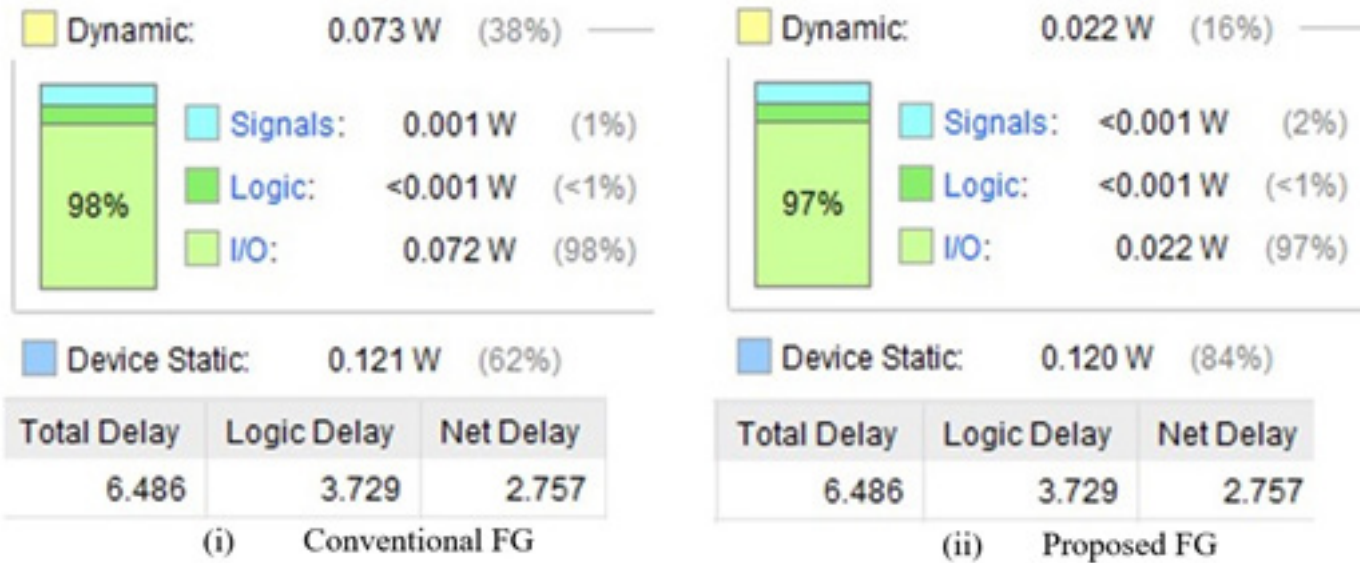 Dynamic: 0.073 W (38%)
98%
Signals: 0.001 W (1%)
Logic: <0.001 W (<1%)
I/O: 0.072 W (98%)
Device Static: 0.121 W (62%)
Total Delay Logic Delay Net Delay
6.486 3.729 2.757
(i) Conventional FG
Dynamic: 0.022 W (16%)
97%
Signals: <0.001 W (2%)
Logic: <0.001 W (<1%)
I/O: 0.022 W (97%)
Device Static: 0.120 W (84%)
Total Delay Logic Delay Net Delay
6.486 3.729 2.757
(ii) Proposed FG